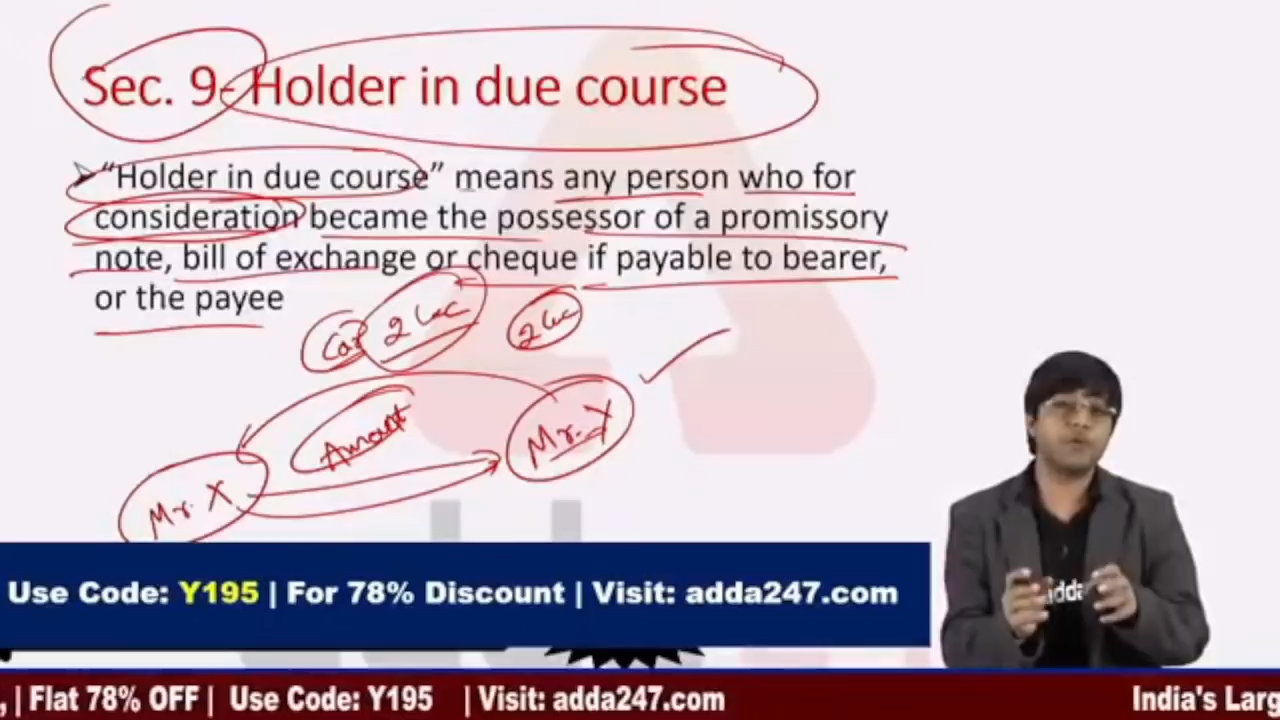 Sec. 9- Holder in due course
“Holder in due course” means any person who for
consideration became the possessor of a promissory
note, bill of exchange or cheque if payable to bearer,
or the payee
2 Lac
Amount
Mr. X
Mr. Y
Use Code: Y195 | For 78% Discount | Visit: adda247.com
, | Flat 78% OFF | Use Code: Y195 | Visit: adda247.com
India's Larg